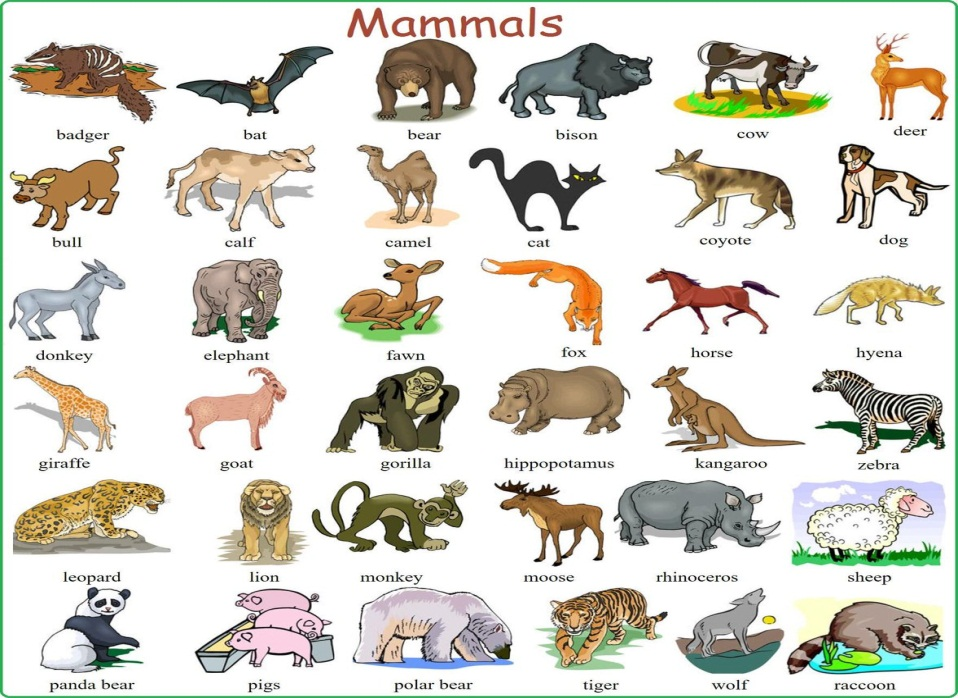 Mammals
badger bat bear bison cow deer
bull calf camel cat coyote dog
donkey elephant fawn fox horse hyena
giraffe goat gorilla hippopotamus kangaroo zebra
leopard lion monkey moose rhinoceros sheep
panda bear pigs polar bear tiger wolf raccoon